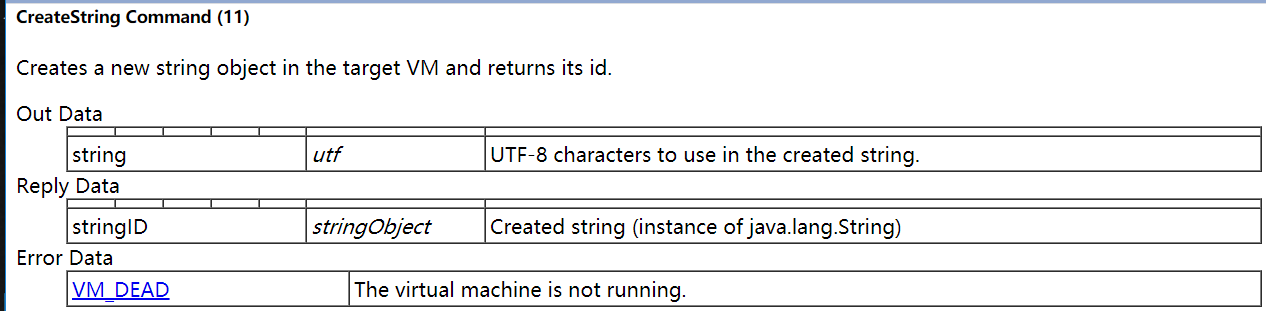 CreateString Command (11)
Creates a new string object in the target VM and returns its id.
Out Data
string utf UTF-8 characters to use in the created string.
Reply Data
stringID stringObject Created string (instance of java.lang.String)
Error Data
VM_DEAD The virtual machine is not running.